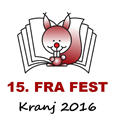 15. FRA FEST
Kranj 2016